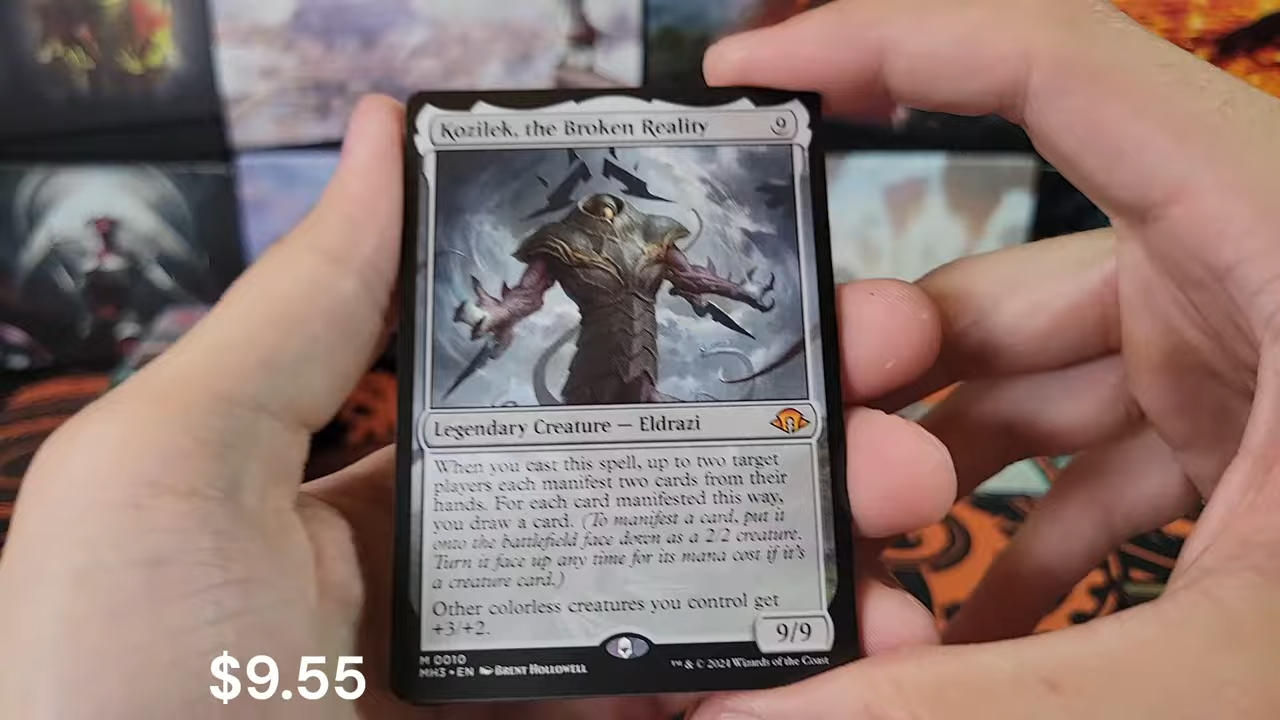 Kozilek, the Broken Reality 9
Legendary Creature — Eldrazi
When you cast this spell, up to two target
players each manifest two cards from their
hands. For each card manifested this way,
you draw a card. (To manifest a card, put it
onto the battlefield face down as a 2/2 creature.
Turn it face up any time for its mana cost if it's
a creature card.)
Other colorless creatures you control get
+3/+2.
9/9
M 0010
MH3 • EN Brent Hollowell
™ & © 2024 Wizards of the Coast
$9.55